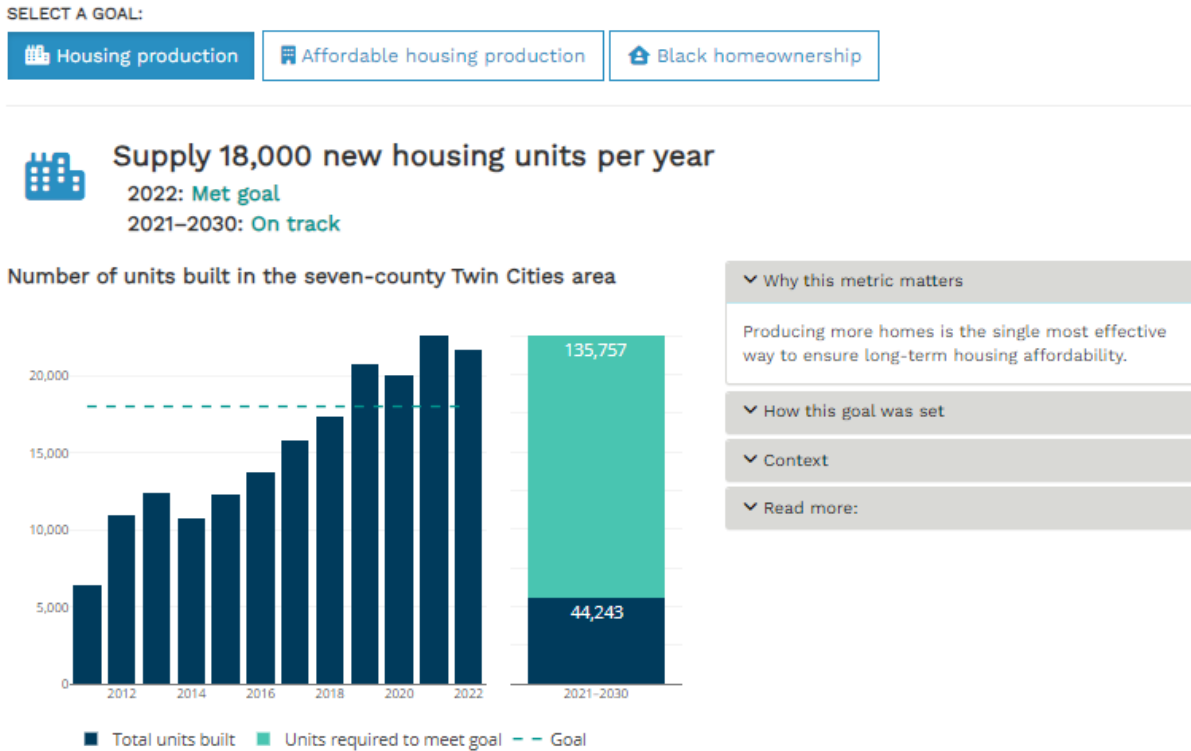 SELECT A GOAL:
Housing production
Affordable housing production
Black homeownership
Supply 18,000 new housing units per year
2022: Met goal
2021–2030: On track
Number of units built in the seven-county Twin Cities area
20,000
15,000
10,000
5,000
0
2012
2014
2016
2018
2020
2022
135,757
44,243
2021–2030
Total units built
Units required to meet goal
Goal
Why this metric matters
Producing more homes is the single most effective
way to ensure long-term housing affordability.
How this goal was set
Context
Read more: